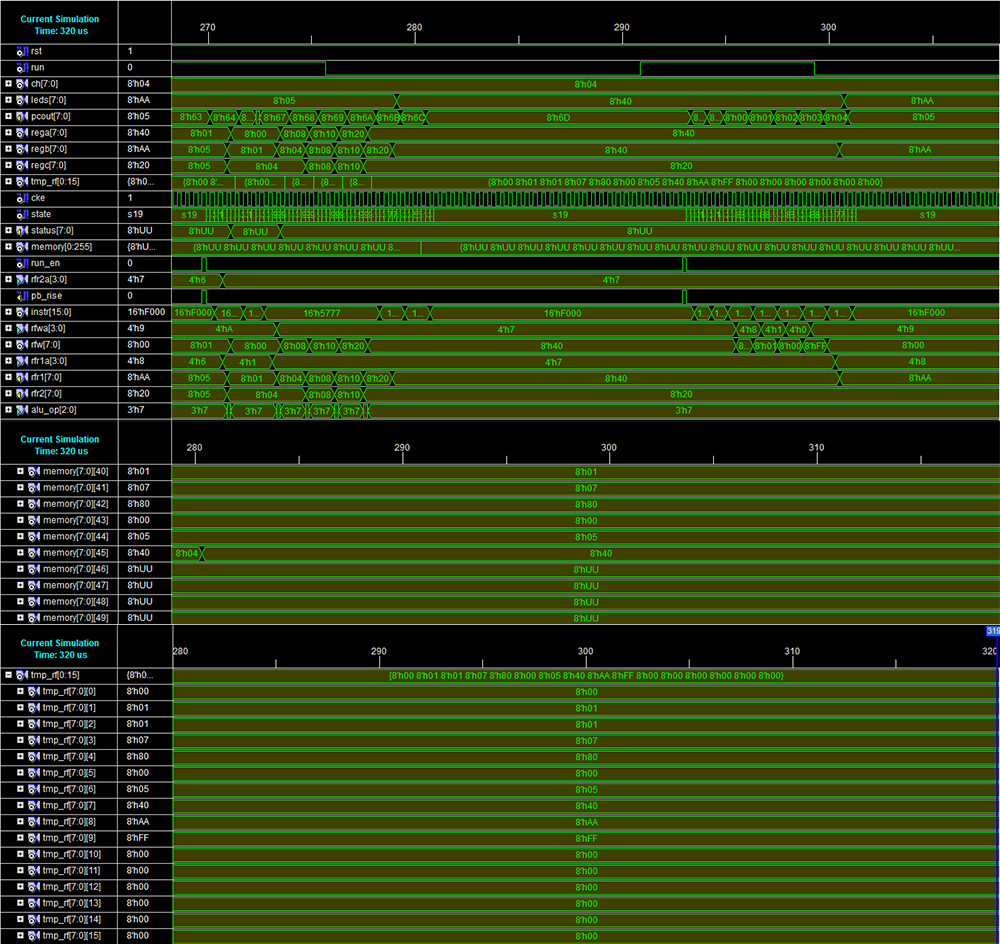 Current Simulation
Time: 320 us
270 280 290 300
rst 1
run 0
ch[7:0] 8'h04 8'h04
leds[7:0] 8'hAA 8'h05 8'h40 8'hAA
pcout[7:0] 8'h05 8'h63 8'h64 8... 8'h67 8'h68 8'h69 8'h6A 8'h6B 8'h6C 8'h6D 8... 8... 8'h00 8'h01 8'h02 8'h03 8'h04 8'h05
rega[7:0] 8'h40 8'h01 8'h00 8'h08 8'h10 8'h20 8'h40
regb[7:0] 8'hAA 8'h05 8'h01 8'h04 8'h08 8'h10 8'h20 8'h40 8'hAA
regc[7:0] 8'h20 8'h05 8'h04 8'h08 8'h10 8'h20
tmp_rf[0:15] {8'h0... {8'h00 8'... {8'h00... {8... {8... {8... {8'h00 8'h01 8'h01 8'h07 8'h80 8'h00 8'h05 8'h40 8'hAA 8'hFF 8'h00 8'h00 8'h00 8'h00 8'h00 8'h00}
cke 1
state s19 s19 s19 s19
status[7:0] 8'hUU 8'hUU 8'hUU 8'hUU
memory[0:255] {8'hU... {8'hUU 8'hUU 8'hUU 8'hUU 8'hUU 8'hUU 8'hUU 8... {8'hUU 8'hUU 8'hUU 8'hUU 8'hUU 8'hUU 8'hUU 8'hUU 8'hUU 8'hUU 8'hUU 8'hUU 8'hUU 8'hUU 8'hUU 8'hUU 8'hUU...
run_en 0
rfr2a[3:0] 4'h7 4'h6 4'h7
pb_rise 0
instr[15:0] 16'hF000 16'hF000 16... 1... 16'h5777 1... 1... 16'hF000 1... 1... 1... 1... 1... 1... 1... 16'hF000
rfwa[3:0] 4'h9 4'hA 4'h7 4'h8 4'h1 4'h0 4'h9
rfw[7:0] 8'h00 8'h01 8'h00 8'h08 8'h10 8'h20 8'h40 8... 8'h01 8'h00 8'hFF 8'h00
rfr1a[3:0] 4'h8 4'h6 4'h1 4'h7 4'h8
rfr1[7:0] 8'hAA 8'h05 8'h01 8'h04 8'h08 8'h10 8'h20 8'h40 8'hAA
rfr2[7:0] 8'h20 8'h05 8'h04 8'h08 8'h10 8'h20
alu_op[2:0] 3'h7 3'h7 3'h7 3'h7 3'h7 3'h7 3'h7
Current Simulation
Time: 320 us
280 290 300 310
memory[7:0][40] 8'h01 8'h01
memory[7:0][41] 8'h07 8'h07
memory[7:0][42] 8'h80 8'h80
memory[7:0][43] 8'h00 8'h00
memory[7:0][44] 8'h05 8'h05
memory[7:0][45] 8'h40 8'h04 8'h40
memory[7:0][46] 8'hUU 8'hUU
memory[7:0][47] 8'hUU 8'hUU
memory[7:0][48] 8'hUU 8'hUU
memory[7:0][49] 8'hUU 8'hUU
319
Current Simulation
Time: 320 us
280 290 300 310 320
tmp_rf[0:15] {8'h0... {8'h00 8'h01 8'h01 8'h07 8'h80 8'h00 8'h05 8'h40 8'hAA 8'hFF 8'h00 8'h00 8'h00 8'h00 8'h00 8'h00}
tmp_rf[7:0][0] 8'h00 8'h00
tmp_rf[7:0][1] 8'h01 8'h01
tmp_rf[7:0][2] 8'h01 8'h01
tmp_rf[7:0][3] 8'h07 8'h07
tmp_rf[7:0][4] 8'h80 8'h80
tmp_rf[7:0][5] 8'h00 8'h00
tmp_rf[7:0][6] 8'h05 8'h05
tmp_rf[7:0][7] 8'h40 8'h40
tmp_rf[7:0][8] 8'hAA 8'hAA
tmp_rf[7:0][9] 8'hFF 8'hFF
tmp_rf[7:0][10] 8'h00 8'h00
tmp_rf[7:0][11] 8'h00 8'h00
tmp_rf[7:0][12] 8'h00 8'h00
tmp_rf[7:0][13] 8'h00 8'h00
tmp_rf[7:0][14] 8'h00 8'h00
tmp_rf[7:0][15] 8'h00 8'h00